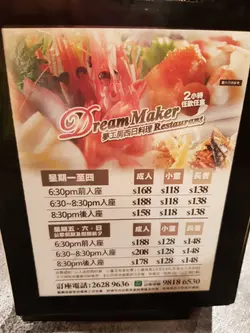 2小時
任飲任食
Dream Maker
夢工房西日料理 Restaurant
星期一至四 成人 小童 長者
6:30pm前入座 $168 $118 $138
6:30~8:30pm入座 $188 $118 $138
8:30pm後入座 $158 $118 $138
星期五、六、日 成人 小童 長者
6:30pm前入座 $188 $128 $148
6:30~8:30pm入座 $208 $128 $148
8:30pm後入座 $188 $128 $148
訂座電話:2628 9636 9818 6530